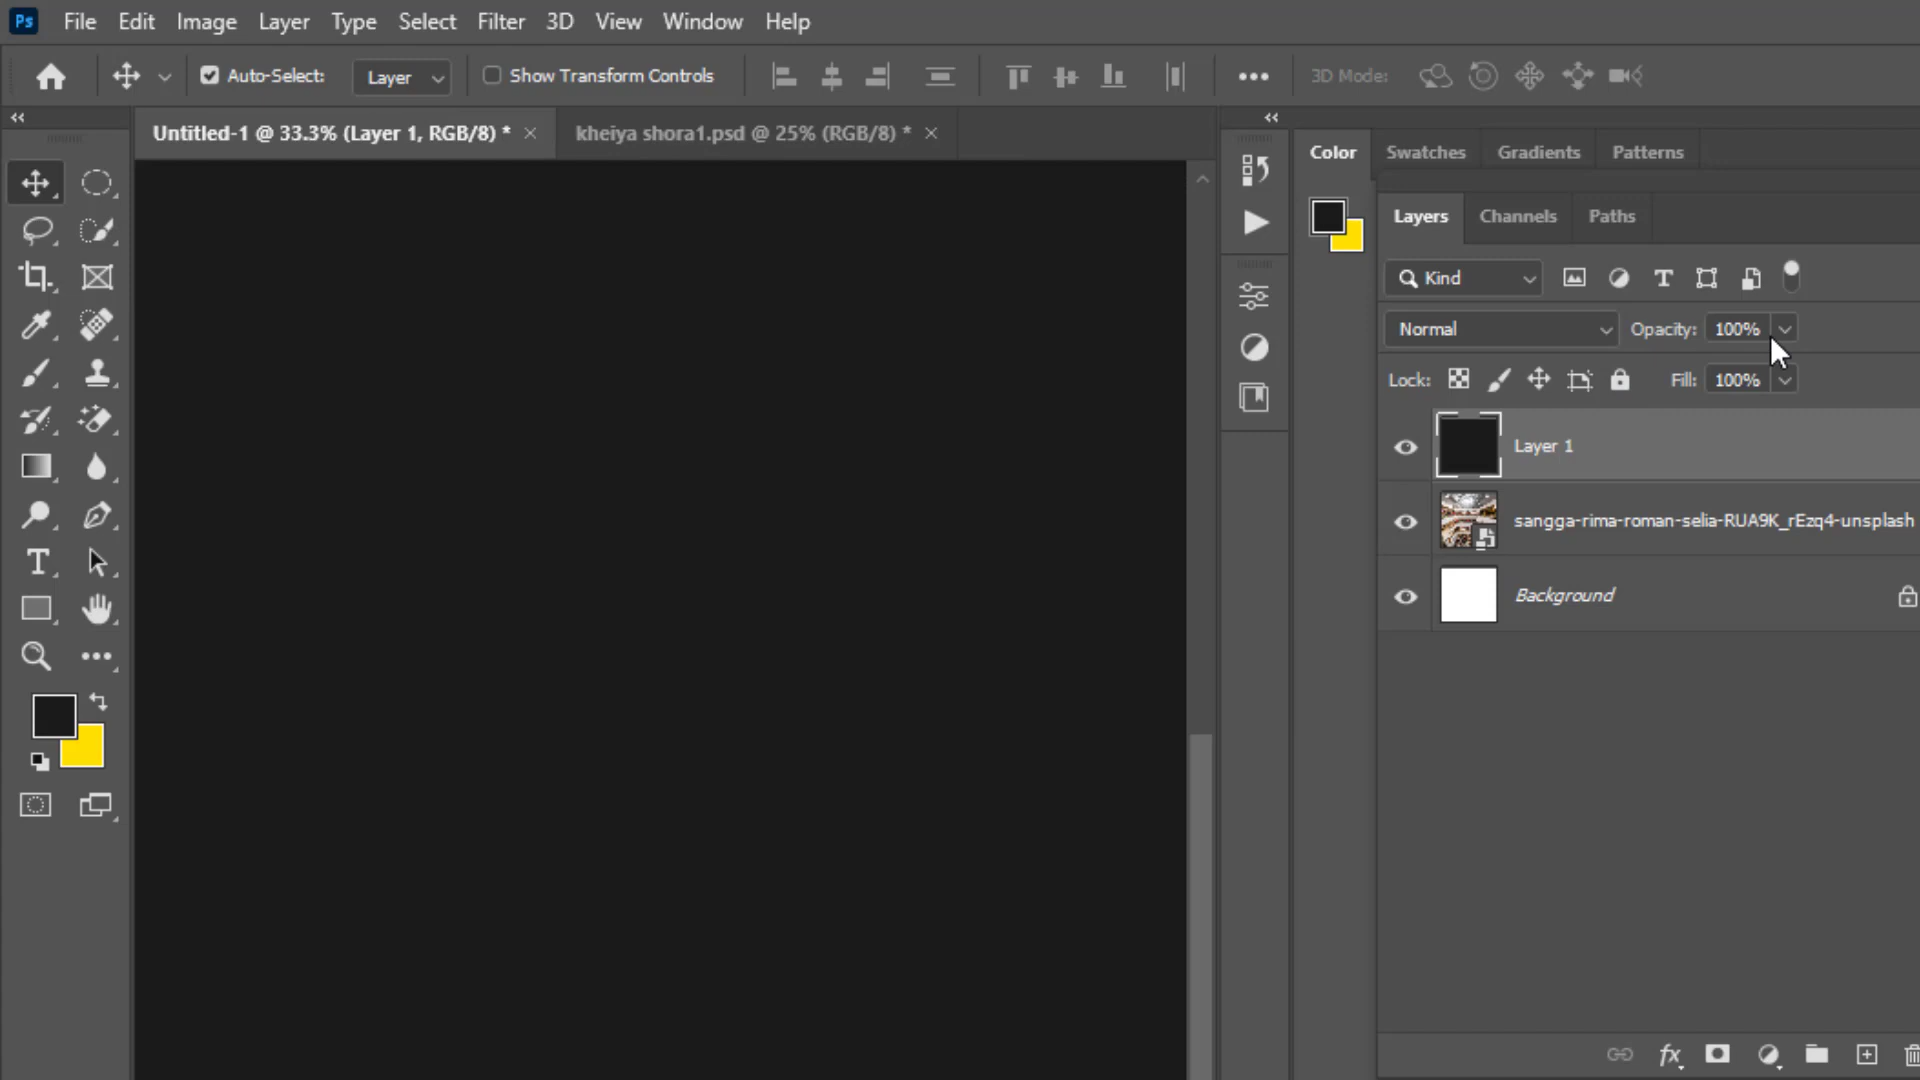 Ps File Edit Image Layer Type Select Filter 3D View Window Help
Auto-Select: Layer Show Transform Controls 3D Mode:
Untitled-1 @ 33.3% (Layer 1, RGB/8) * kheiya shora1.psd @ 25% (RGB/8) *
Color Swatches Gradients Patterns
Layers Channels Paths
Kind
Normal Opacity: 100%
Lock: Fill: 100%
Layer 1
sangga-rima-roman-selia-RUA9K_rEzq4-unsplash
Background
fx